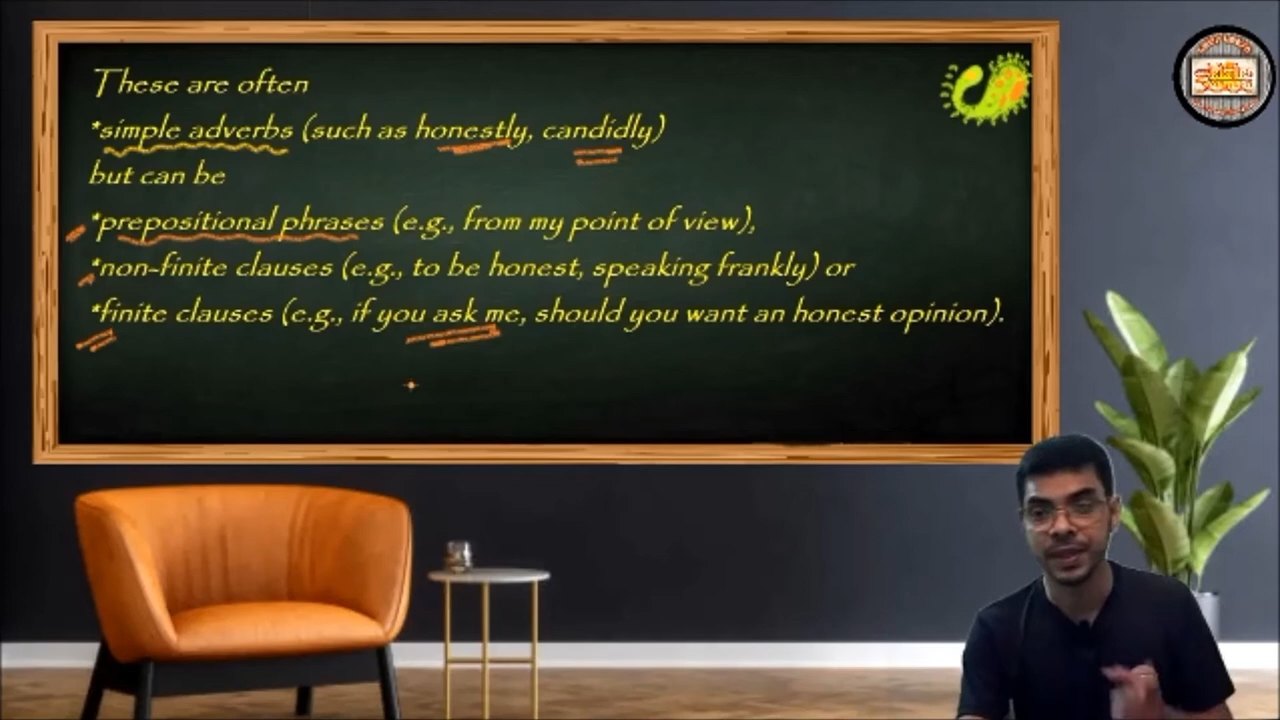 These are often
*simple adverbs (such as honestly, candidly)
but can be
*prepositional phrases (e.g., from my point of view),
*non-finite clauses (e.g., to be honest, speaking frankly) or
*finite clauses (e.g., if you ask me, should you want an honest opinion).